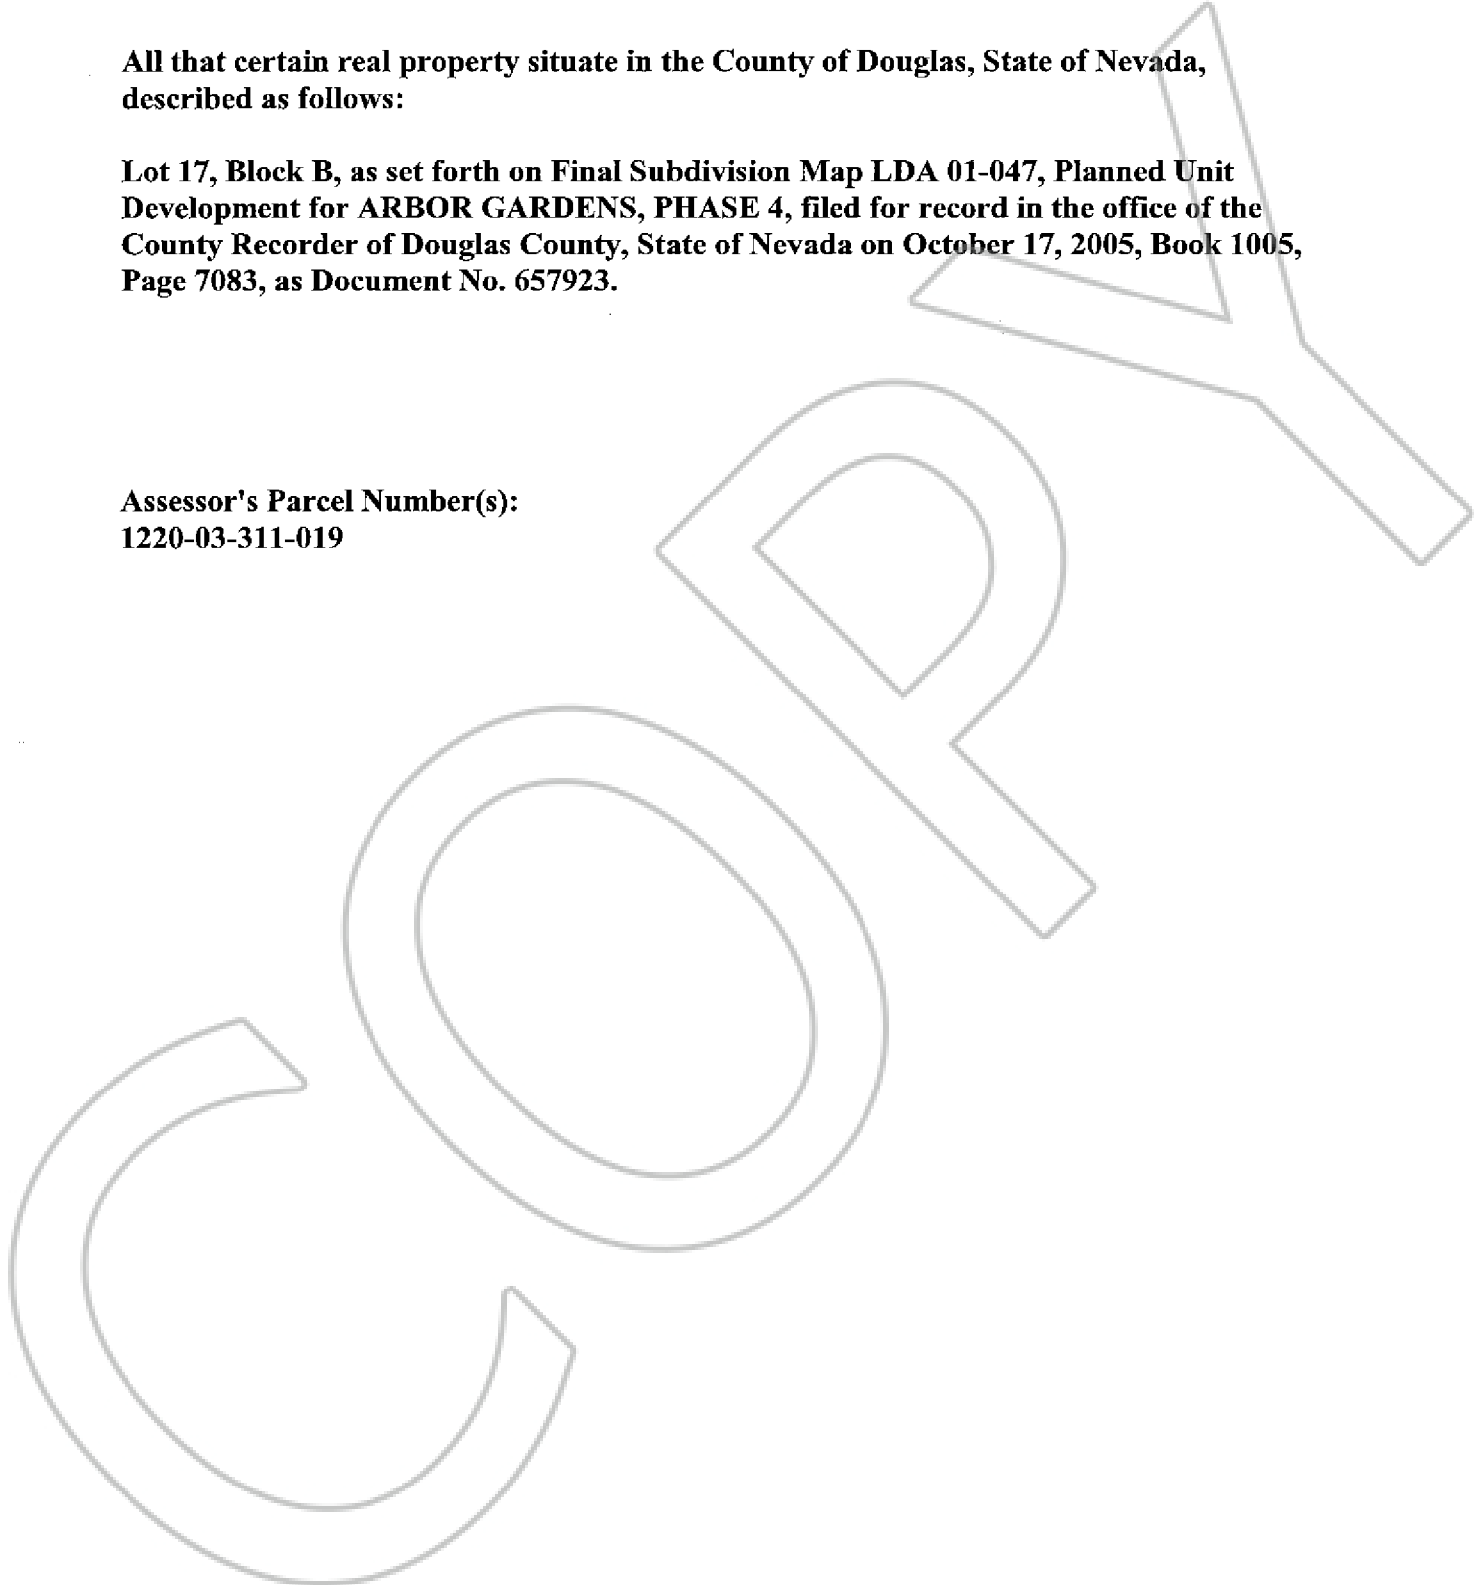 All that certain real property situate in the County of Douglas, State of Nevada,
described as follows:
Lot 17, Block B, as set forth on Final Subdivision Map LDA 01-047, Planned Unit
Development for ARBOR GARDENS, PHASE 4, filed for record in the office of the
County Recorder of Douglas County, State of Nevada on October 17, 2005, Book 1005,
Page 7083, as Document No. 657923.
Assessor's Parcel Number(s):
1220-03-311-019
COPY